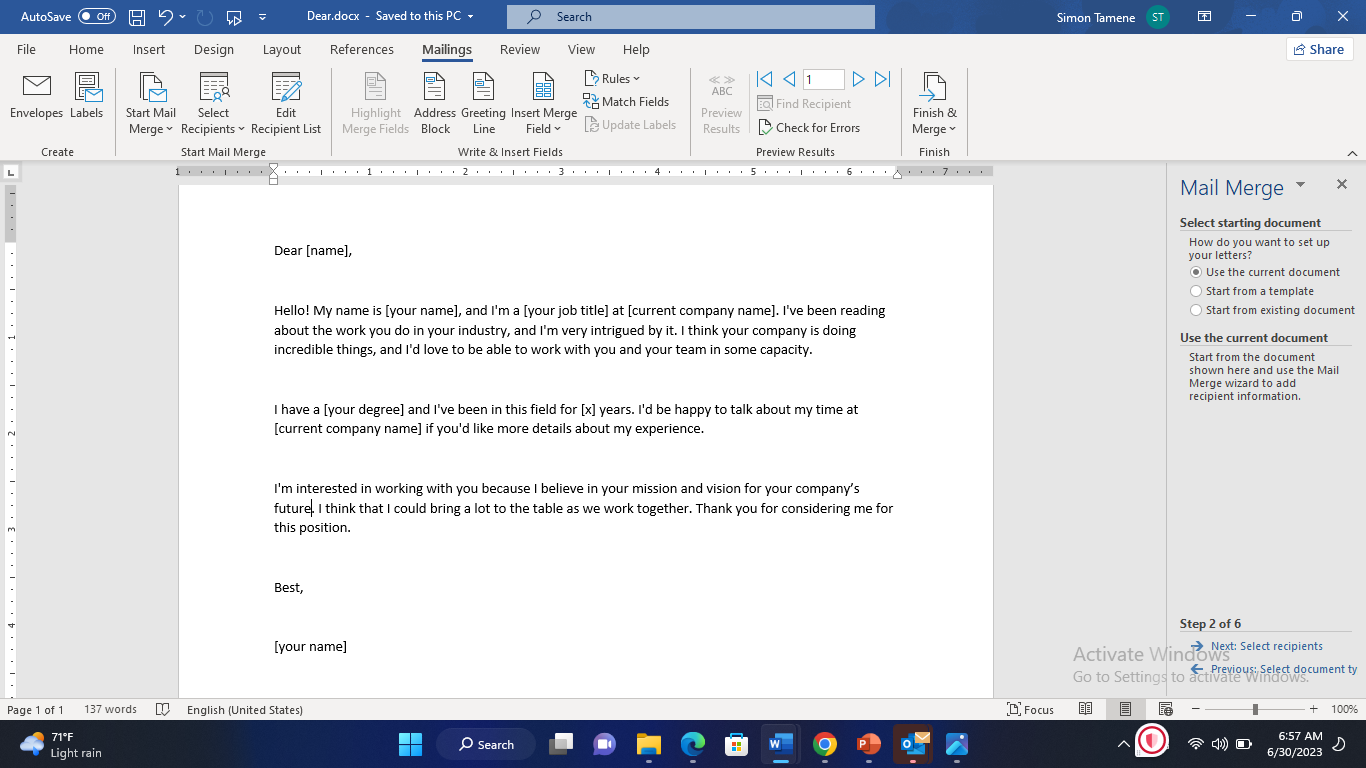 AutoSave Off Dear.docx - Saved to this PC Search Simon Tamene ST
File Home Insert Design Layout References Mailings Review View Help Share
Envelopes Labels
Create
Start Mail Merge Select Recipients Edit Recipient List
Start Mail Merge
Highlight Merge Fields Address Block Greeting Line Insert Merge Field Rules Match Fields Update Labels
Write & Insert Fields
ABC Preview Results 1 Find Recipient Check for Errors
Preview Results
Finish & Merge
Finish
1 1 2 3 4 5 6 7
1
2
3
4
Dear [name],
Hello! My name is [your name], and I'm a [your job title] at [current company name]. I've been reading
about the work you do in your industry, and I'm very intrigued by it. I think your company is doing
incredible things, and I'd love to be able to work with you and your team in some capacity.
I have a [your degree] and I've been in this field for [x] years. I'd be happy to talk about my time at
[current company name] if you'd like more details about my experience.
I'm interested in working with you because I believe in your mission and vision for your company’s
future. I think that I could bring a lot to the table as we work together. Thank you for considering me for
this position.
Best,
[your name]
Mail Merge
Select starting document
How do you want to set up
your letters?
Use the current document
Start from a template
Start from existing document
Use the current document
Start from the document
shown here and use the Mail
Merge wizard to add
recipient information.
Step 2 of 6
Next: Select recipients
Previous: Select document ty
Activate Windows
Go to Settings to activate Windows.
Page 1 of 1 137 words English (United States) Focus 100%
71°F
Light rain
Search
6:57 AM
6/30/2023